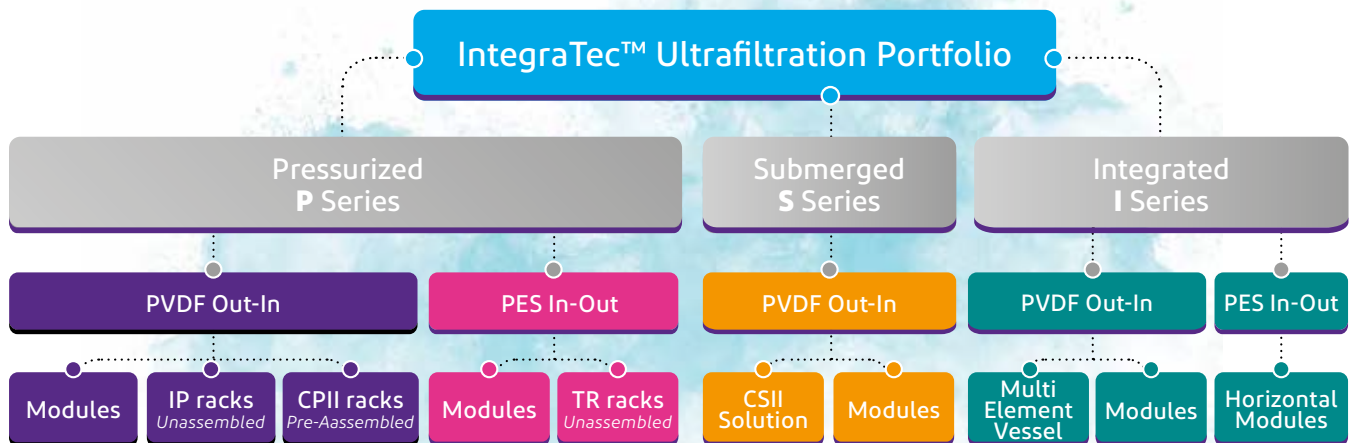 IntegraTec™ Ultrafiltration Portfolio
Pressurized
P Series
Submerged
S Series
Integrated
I Series
PVDF Out-In
PES In-Out
PVDF Out-In
PVDF Out-In
PES In-Out
Modules
IP racks
Unassembled
CPII racks
Pre-Aassembled
Modules
TR racks
Unassembled
CSII
Solution
Modules
Multi
Element
Vessel
Modules
Horizontal
Modules